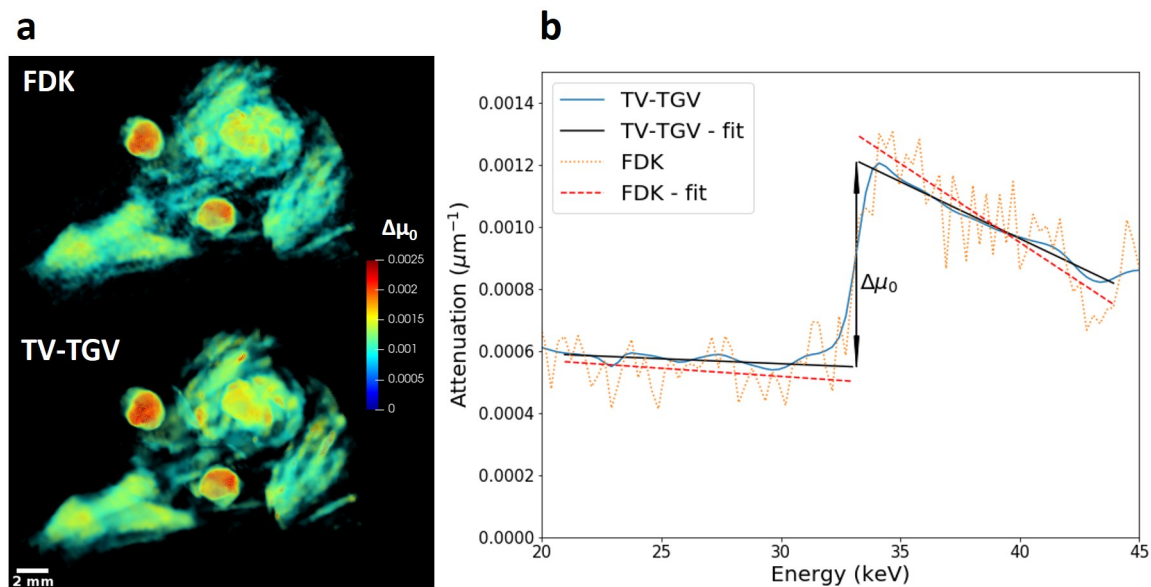 a
FDK
Δμ₀
0.0025
0.002
0.0015
0.001
0.0005
0
TV-TGV
2 mm
b
TV-TGV
TV-TGV - fit
FDK
FDK - fit
Δμ₀
Attenuation (μm⁻¹)
0.0014
0.0012
0.0010
0.0008
0.0006
0.0004
0.0002
0.0000
20
25
30
35
40
45
Energy (keV)